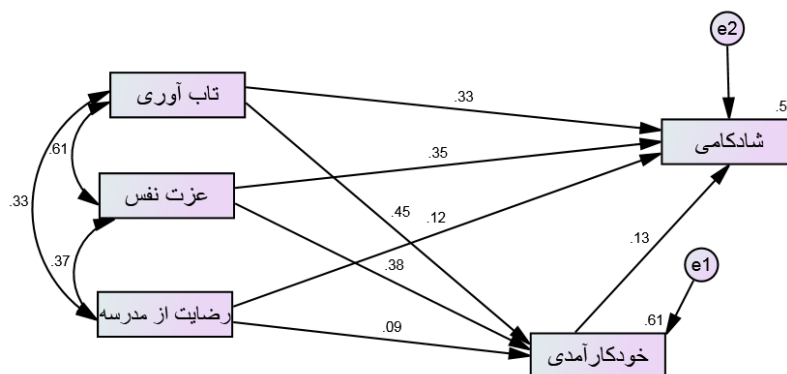 e2
تاب آوری
.33
.5
شادکامی
.61
.35
عزت نفس
.33
.45
.12
.37
.38
.13
e1
رضایت از مدرسه
.09
.61
خودکارآمدی